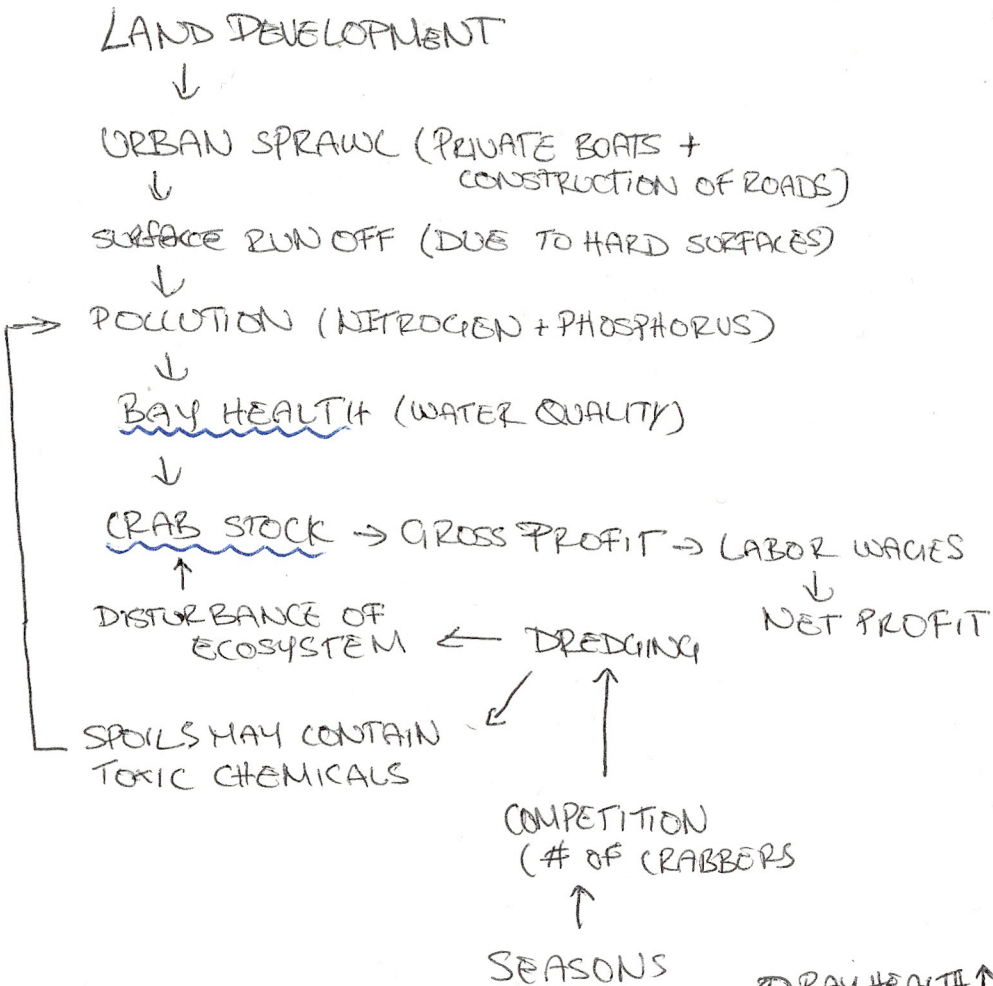 LAND DEVELOPMENT
↓
URBAN SPRAWL (PRIVATE BOATS +
CONSTRUCTION OF ROADS)
↓
SURFACE RUN OFF (DUE TO HARD SURFACES)
↓
→ POLLUTION (NITROGEN + PHOSPHORUS)
↓
BAY HEALTH (WATER QUALITY)
↓
CRAB STOCK → GROSS PROFIT → LABOR WAGES
↑ ↓
DISTURBANCE OF
ECOSYSTEM ← DREDGING NET PROFIT
SPOILS MAY CONTAIN
TOXIC CHEMICALS
COMPETITION
(# OF CRABBERS
↑
SEASONS
BAY HEALTH ↑